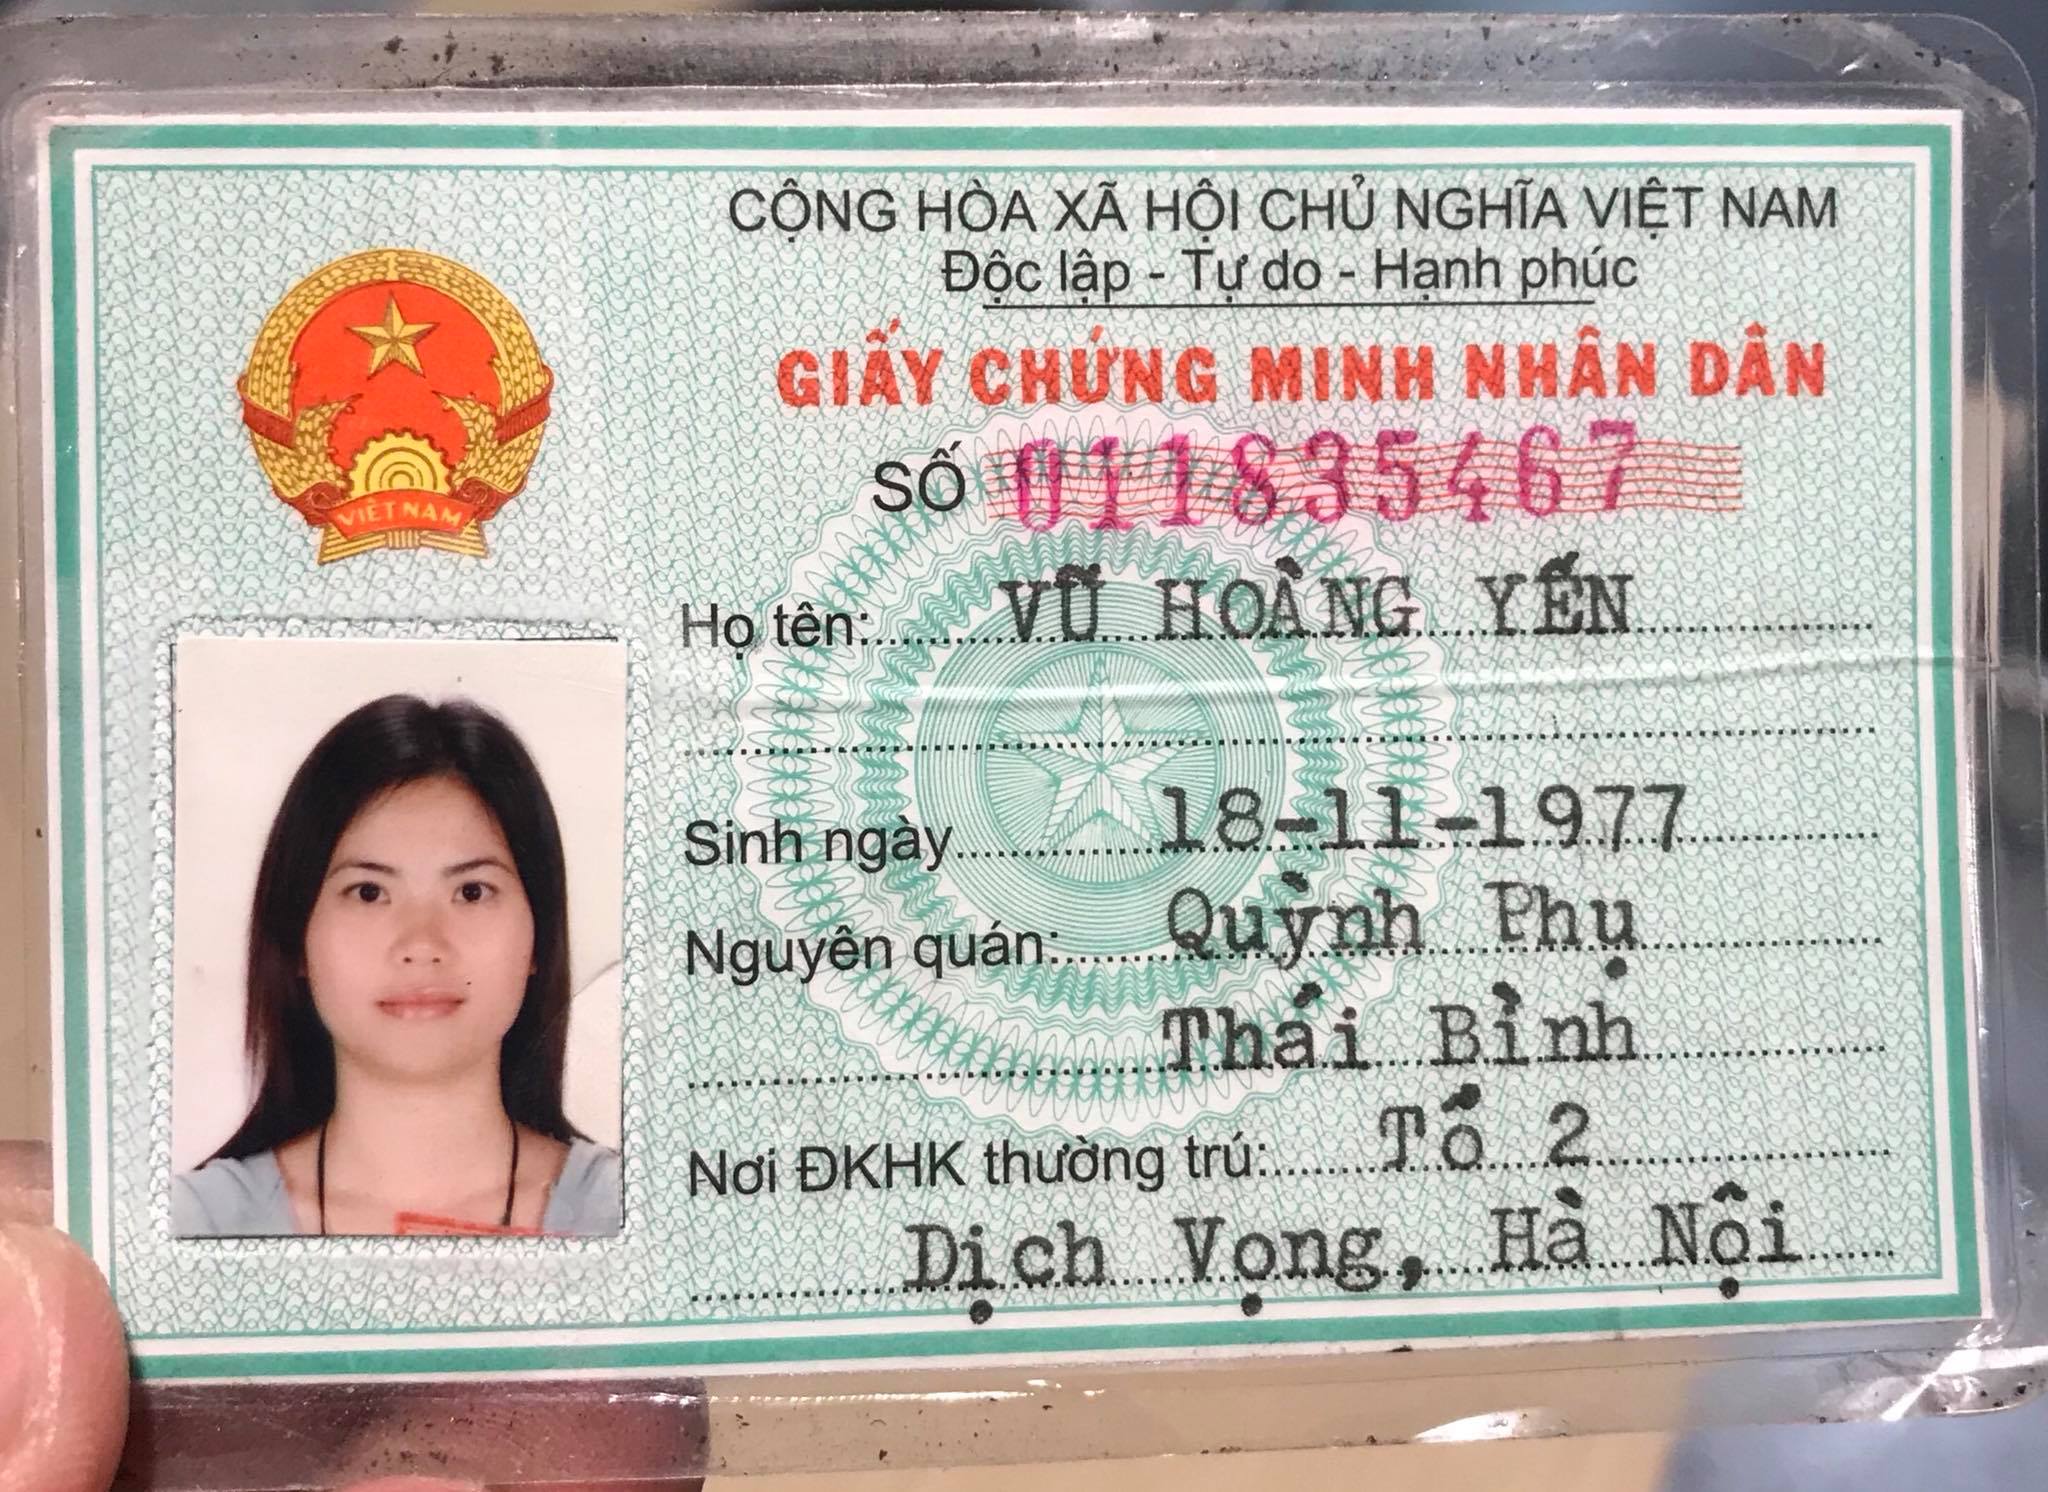 CỘNG HÒA XÃ HỘI CHỦ NGHĨA VIỆT NAM
Độc lập - Tự do - Hạnh phúc
GIẤY CHỨNG MINH NHÂN DÂN
SỐ 011835467
VIỆT NAM
Họ tên: VŨ HOÀNG YẾN
Sinh ngày 18-11-1977
Nguyên quán: Quỳnh Phụ
Thái Bình
Nơi ĐKHK thường trú: Tổ 2
Dịch Vọng, Hà Nội